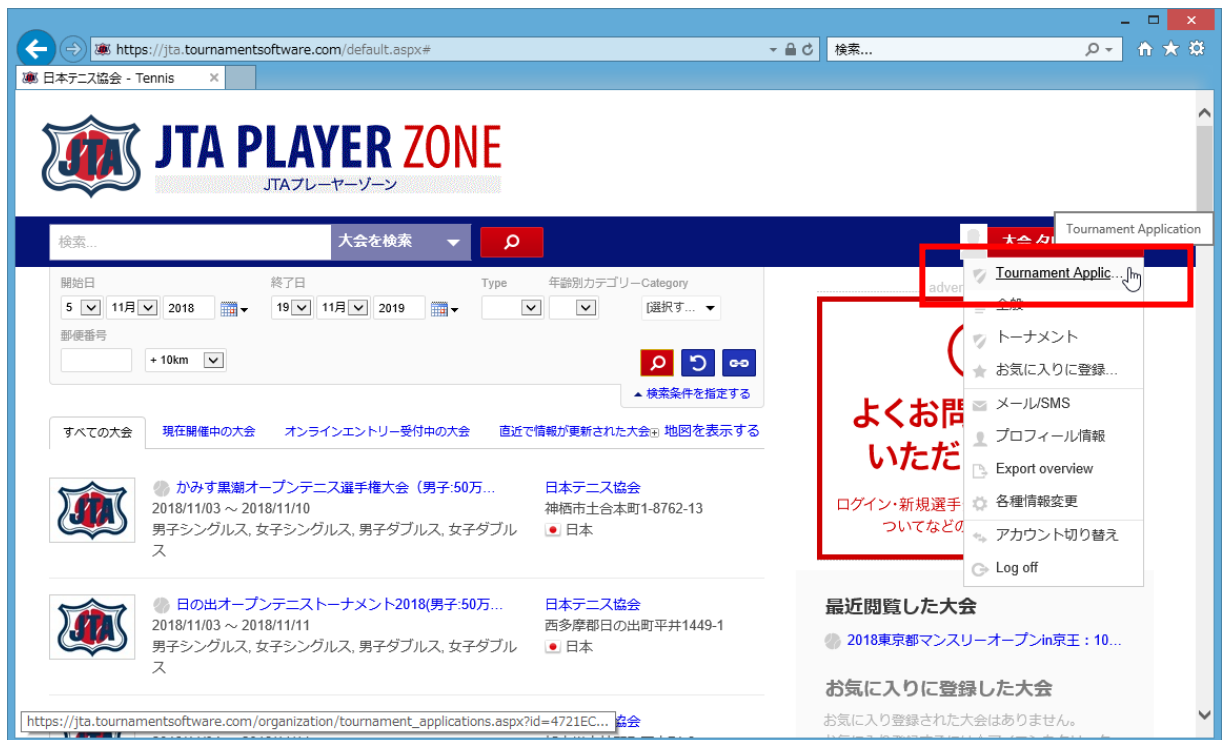 https://jta.tournamentsoftware.com/default.aspx#
検索...
日本テニス協会 - Tennis
JTA
JTA PLAYER ZONE
JTAプレーヤーゾーン
検索...
大会を検索
Tournament Application
Tournament Applic...
全般
トーナメント
お気に入りに登録...
メール/SMS
プロフィール情報
Export overview
各種情報変更
アカウント切り替え
Log off
開始日
終了日
Type
年齢別カテゴリー
Category
5
11月
2018
19
11月
2019
[選択す...
郵便番号
+ 10km
検索条件を指定する
すべての大会
現在開催中の大会
オンラインエントリー受付中の大会
直近で情報が更新された大会
地図を表示する
JTA
かみす黒潮オープンテニス選手権大会（男子:50万...
2018/11/03 ～ 2018/11/10
男子シングルス, 女子シングルス, 男子ダブルス, 女子ダブル
ス
日本テニス協会
神栖市土合本町1-8762-13
日本
JTA
日の出オープンテニストーナメント2018(男子:50万...
2018/11/03 ～ 2018/11/11
男子シングルス, 女子シングルス, 男子ダブルス, 女子ダブル
ス
日本テニス協会
西多摩郡日の出町平井1449-1
日本
よくお問
いただ
ログイン・新規選手
ついてなどの
最近閲覧した大会
2018東京都マンスリーオープンin京王：10...
お気に入りに登録した大会
お気に入り登録された大会はありません。
https://jta.tournamentsoftware.com/organization/tournament_applications.aspx?id=4721EC...
協会